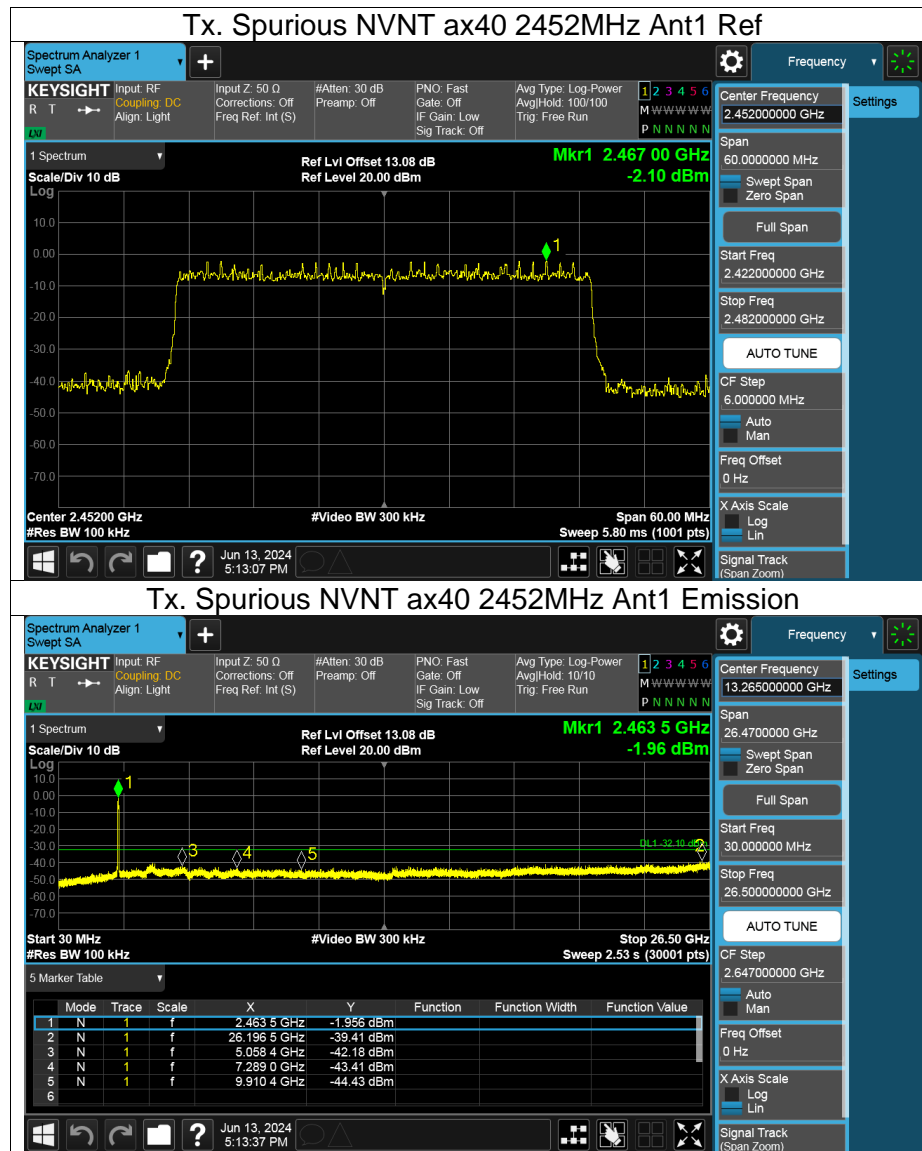 Tx. Spurious NVNT ax40 2452MHz Ant1 Ref
Spectrum Analyzer 1
Swept SA
+
Frequency
KEYSIGHT
R T
LXI
Input: RF
Coupling: DC
Align: Light
Input Z: 50 Ω
Corrections: Off
Freq Ref: Int (S)
#Atten: 30 dB
Preamp: Off
PNO: Fast
Gate: Off
IF Gain: Low
Sig Track: Off
Avg Type: Log-Power
Avg|Hold: 100/100
Trig: Free Run
1 2 3 4 5 6
M W W W W W
P N N N N N
Center Frequency
2.452000000 GHz
Settings
Span
60.0000000 MHz
Swept Span
Zero Span
Full Span
Start Freq
2.422000000 GHz
Stop Freq
2.482000000 GHz
AUTO TUNE
CF Step
6.000000 MHz
Auto
Man
Freq Offset
0 Hz
X Axis Scale
Log
Lin
Signal Track
(Span Zoom)
1 Spectrum
Scale/Div 10 dB
Ref Lvl Offset 13.08 dB
Ref Level 20.00 dBm
Mkr1 2.467 00 GHz
-2.10 dBm
Log
10.0
0.00
-10.0
-20.0
-30.0
-40.0
-50.0
-60.0
-70.0
1
Center 2.45200 GHz
#Res BW 100 kHz
#Video BW 300 kHz
Span 60.00 MHz
Sweep 5.80 ms (1001 pts)
?
Jun 13, 2024
5:13:07 PM
Tx. Spurious NVNT ax40 2452MHz Ant1 Emission
Spectrum Analyzer 1
Swept SA
+
Frequency
KEYSIGHT
R T
LXI
Input: RF
Coupling: DC
Align: Light
Input Z: 50 Ω
Corrections: Off
Freq Ref: Int (S)
#Atten: 30 dB
Preamp: Off
PNO: Fast
Gate: Off
IF Gain: Low
Sig Track: Off
Avg Type: Log-Power
Avg|Hold: 10/10
Trig: Free Run
1 2 3 4 5 6
M W W W W W
P N N N N N
Center Frequency
13.265000000 GHz
Settings
Span
26.4700000 GHz
Swept Span
Zero Span
Full Span
Start Freq
30.000000 MHz
Stop Freq
26.500000000 GHz
AUTO TUNE
CF Step
2.647000000 GHz
Auto
Man
Freq Offset
0 Hz
X Axis Scale
Log
Lin
Signal Track
(Span Zoom)
1 Spectrum
Scale/Div 10 dB
Ref Lvl Offset 13.08 dB
Ref Level 20.00 dBm
Mkr1 2.463 5 GHz
-1.96 dBm
Log
10.0
0.00
-10.0
-20.0
-30.0
-40.0
-50.0
-60.0
-70.0
1
3
4
5
DL1 -32.10 dBm
2
Start 30 MHz
#Res BW 100 kHz
#Video BW 300 kHz
Stop 26.50 GHz
Sweep 2.53 s (30001 pts)
5 Marker Table
Mode Trace Scale X Y Function Function Width Function Value
1 N 1 f 2.463 5 GHz -1.956 dBm
2 N 1 f 26.196 5 GHz -39.41 dBm
3 N 1 f 5.058 4 GHz -42.18 dBm
4 N 1 f 7.289 0 GHz -43.41 dBm
5 N 1 f 9.910 4 GHz -44.43 dBm
6
?
Jun 13, 2024
5:13:37 PM